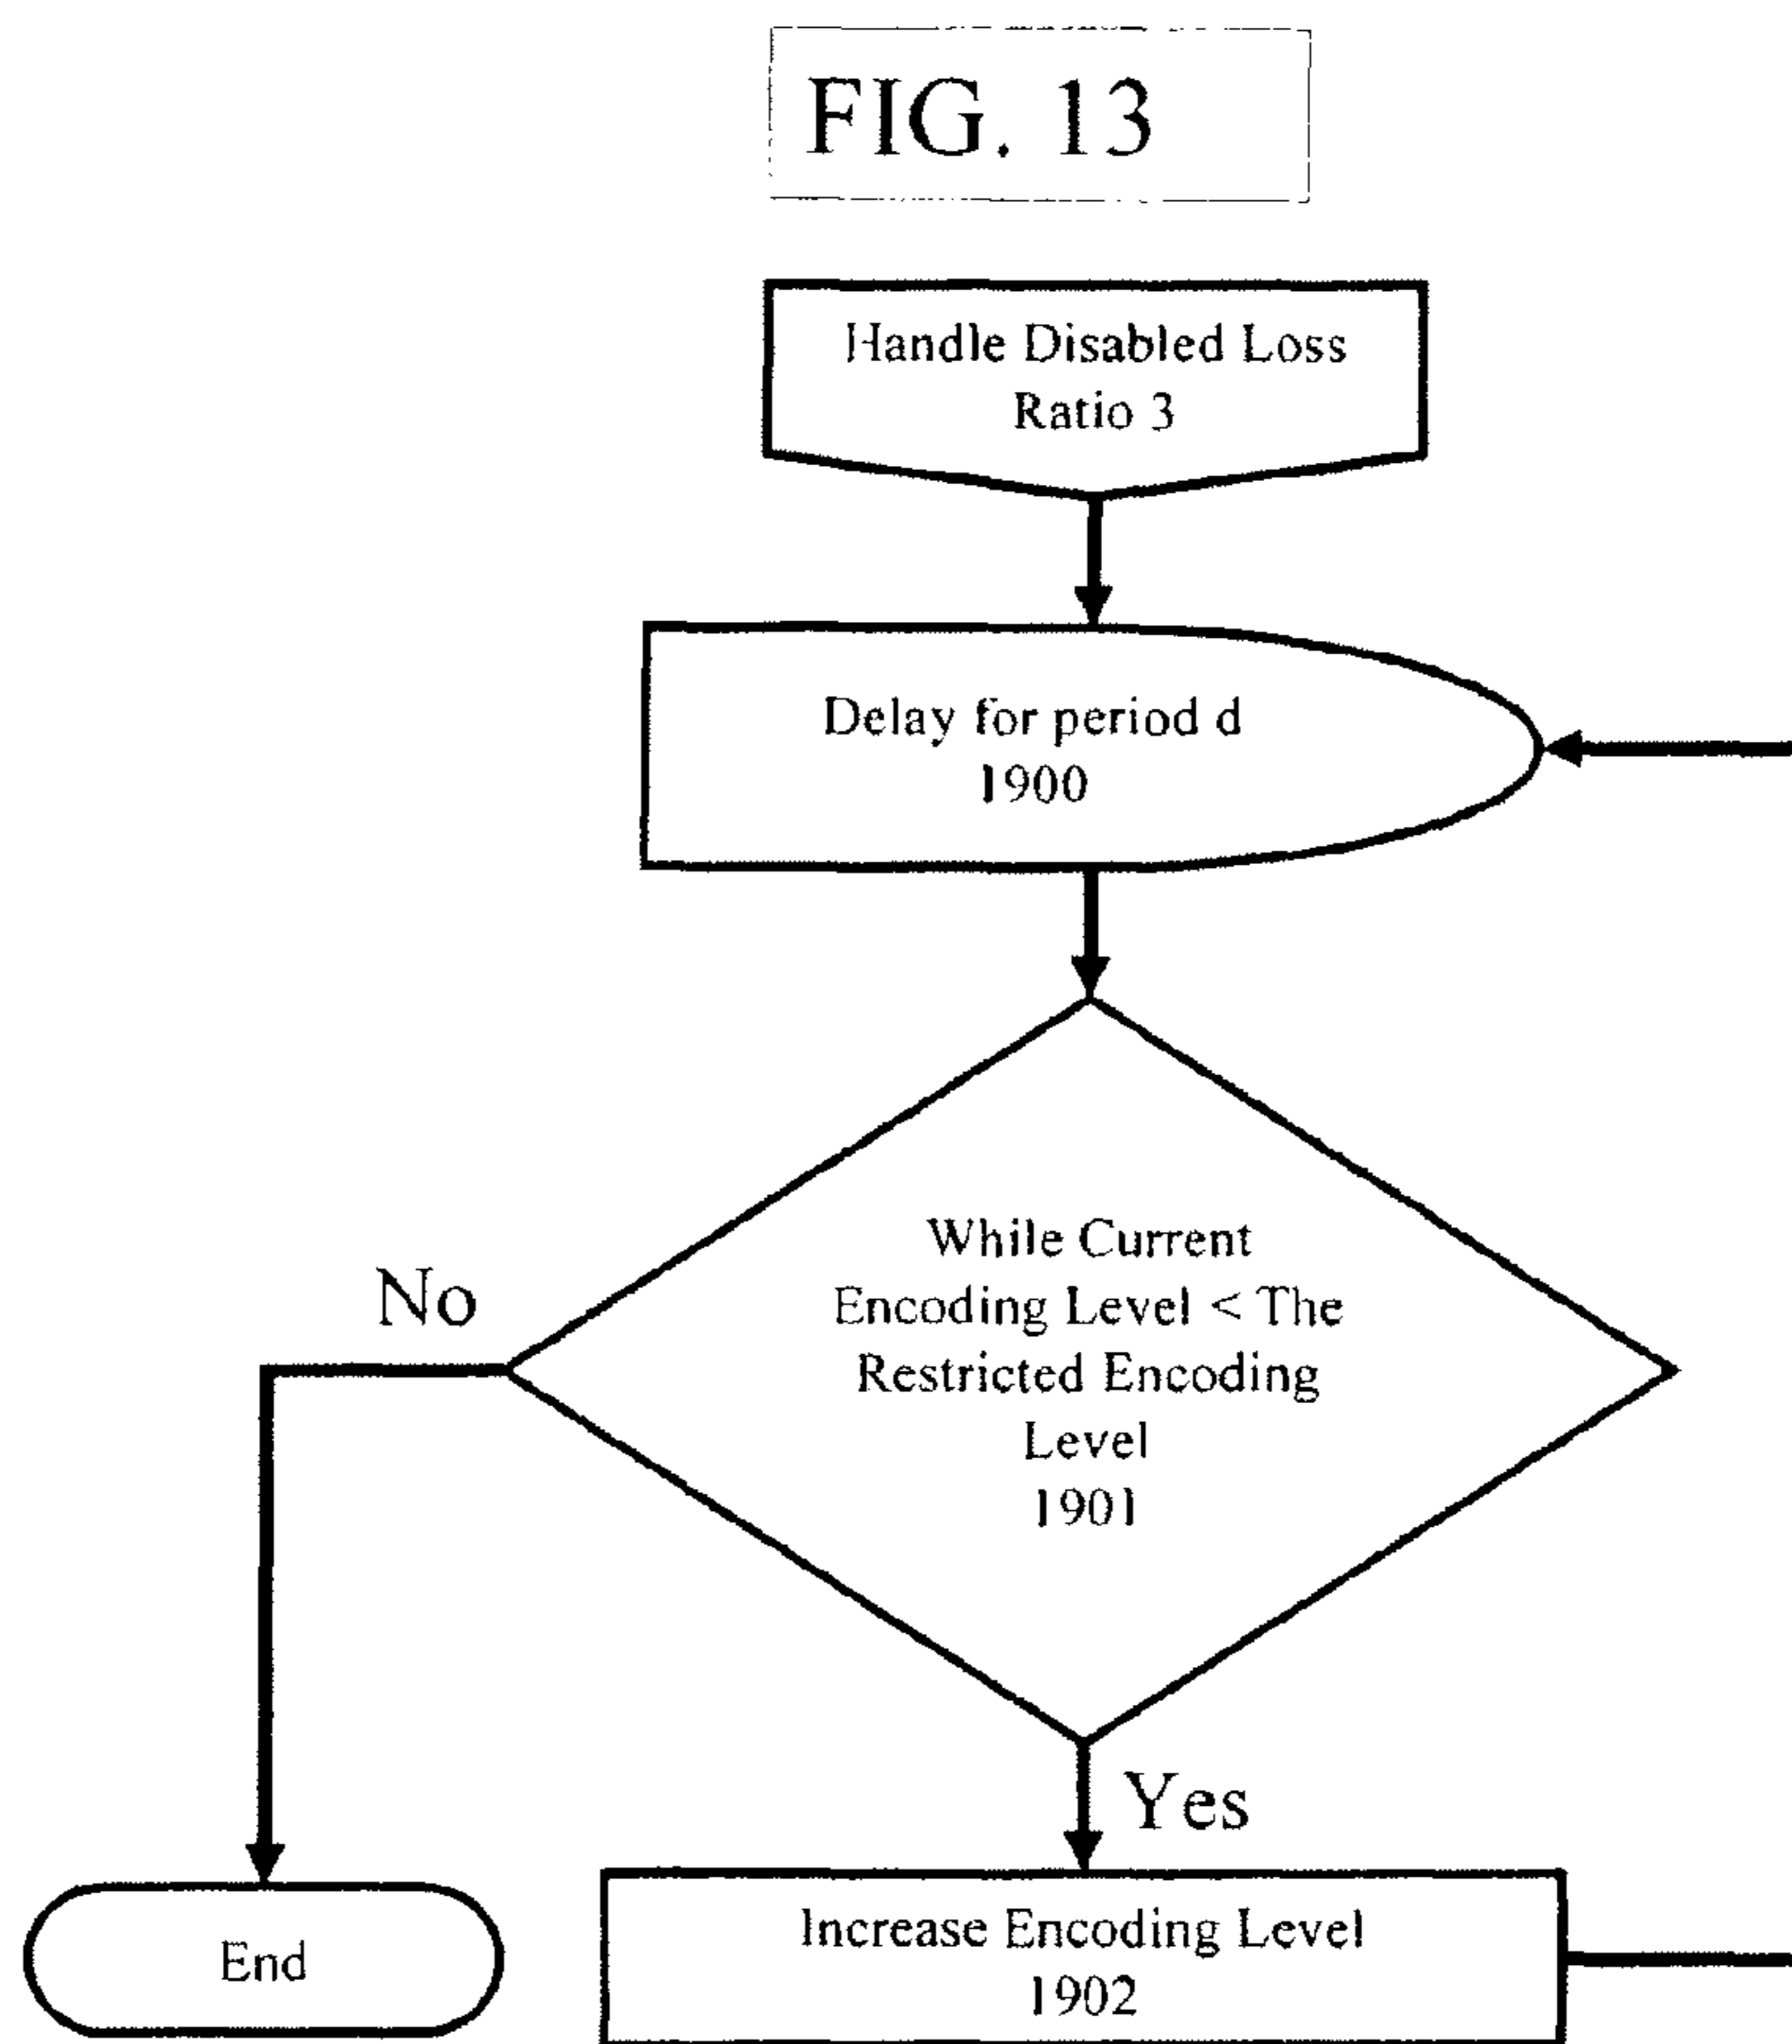 FIG. 13
Handle Disabled Loss
Ratio 3
Delay for period d
1900
While Current
Encoding Level < The
Restricted Encoding
Level
1901
No
Yes
End
Increase Encoding Level
1902